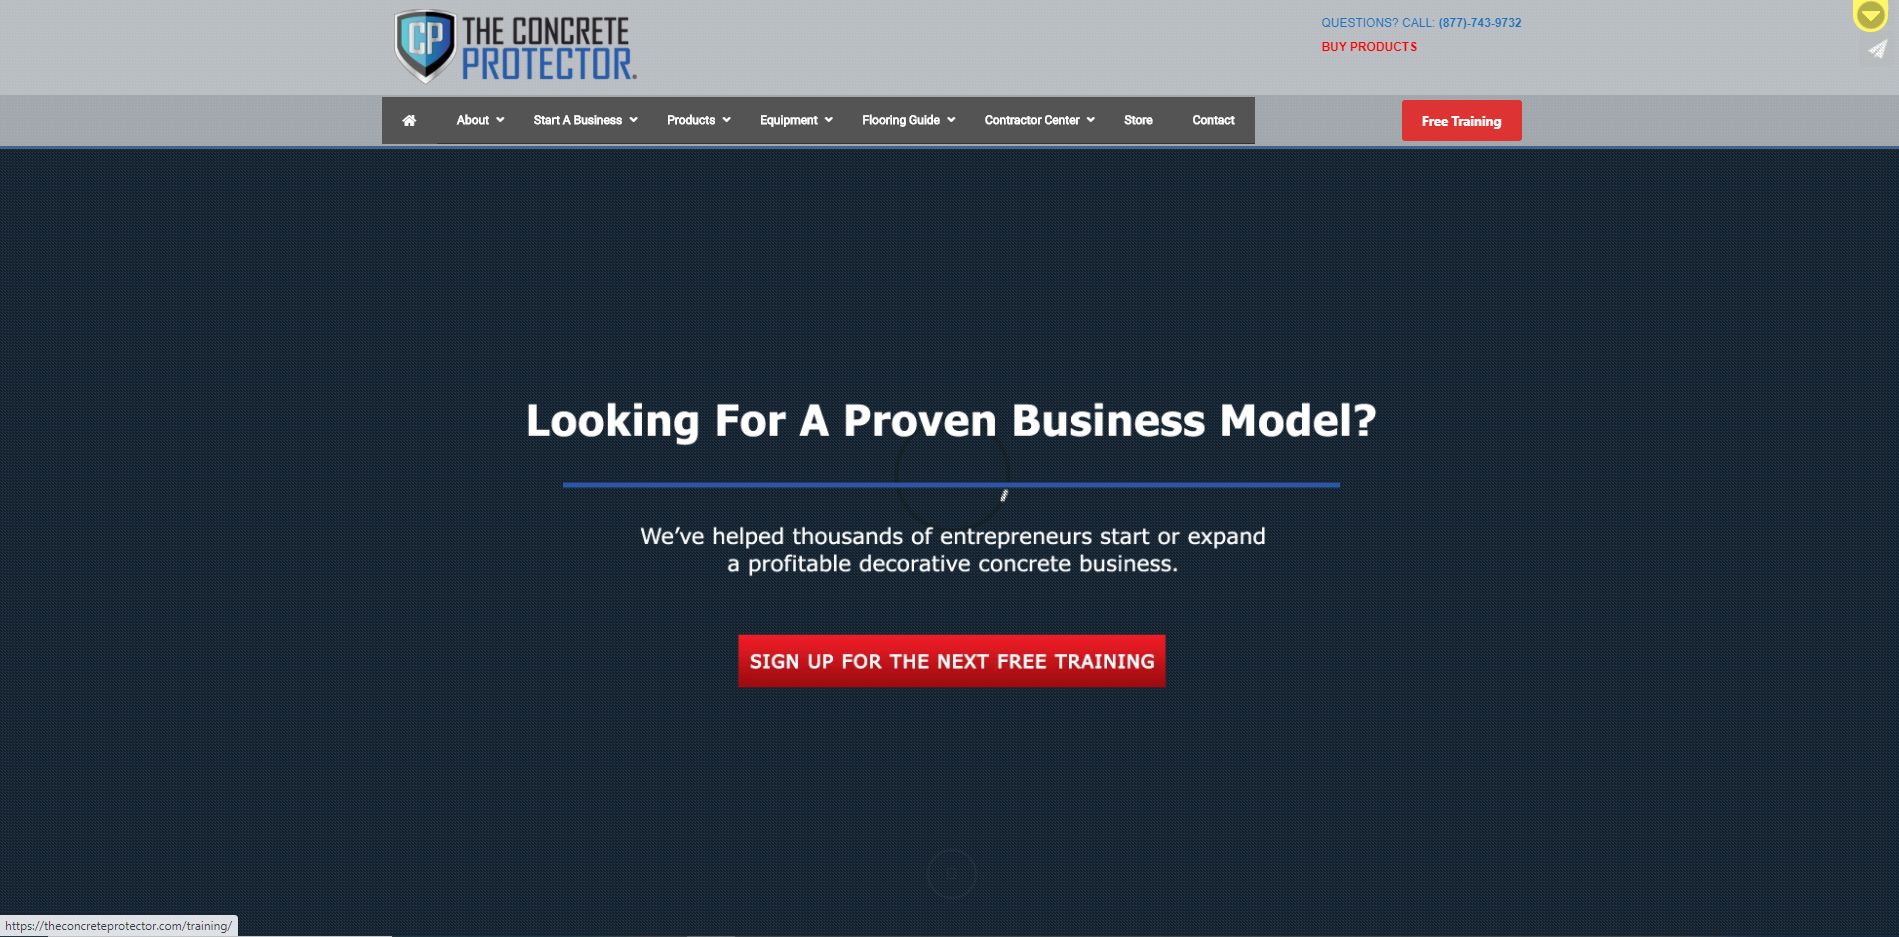 CP THE CONCRETE
PROTECTOR.
QUESTIONS? CALL: (877)-743-9732
BUY PRODUCTS
About
Start A Business
Products
Equipment
Flooring Guide
Contractor Center
Store
Contact
Free Training
Looking For A Proven Business Model?
We've helped thousands of entrepreneurs start or expand
a profitable decorative concrete business.
SIGN UP FOR THE NEXT FREE TRAINING
https://theconcreteprotector.com/training/